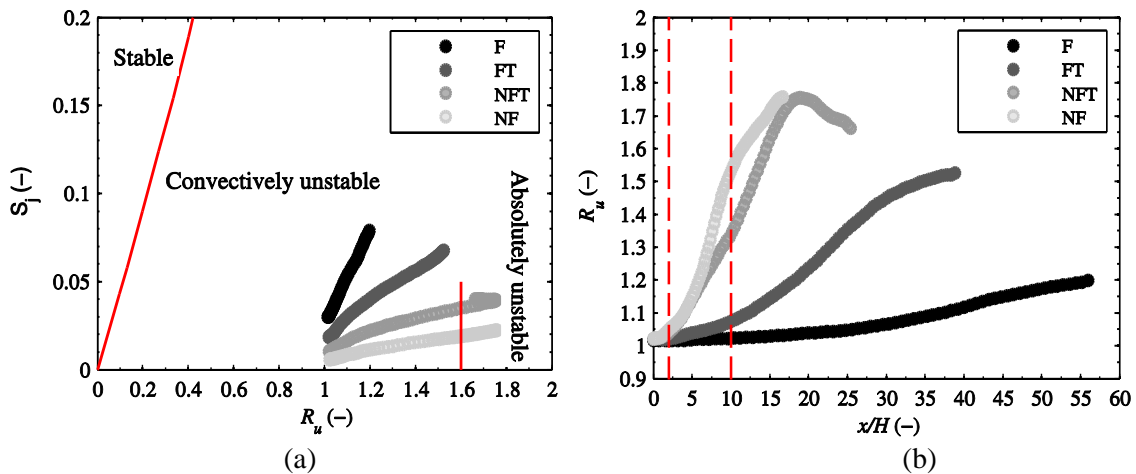 0.2
0.15
0.1
0.05
0
S_j (–)
Stable
Convectively unstable
Absolutely unstable
F
FT
NFT
NF
0 0.2 0.4 0.6 0.8 1 1.2 1.4 1.6 1.8 2
R_u (–)
(a)
2
1.9
1.8
1.7
1.6
1.5
1.4
1.3
1.2
1.1
1
0.9
R_u (–)
F
FT
NFT
NF
0 5 10 15 20 25 30 35 40 45 50 55 60
x/H (–)
(b)